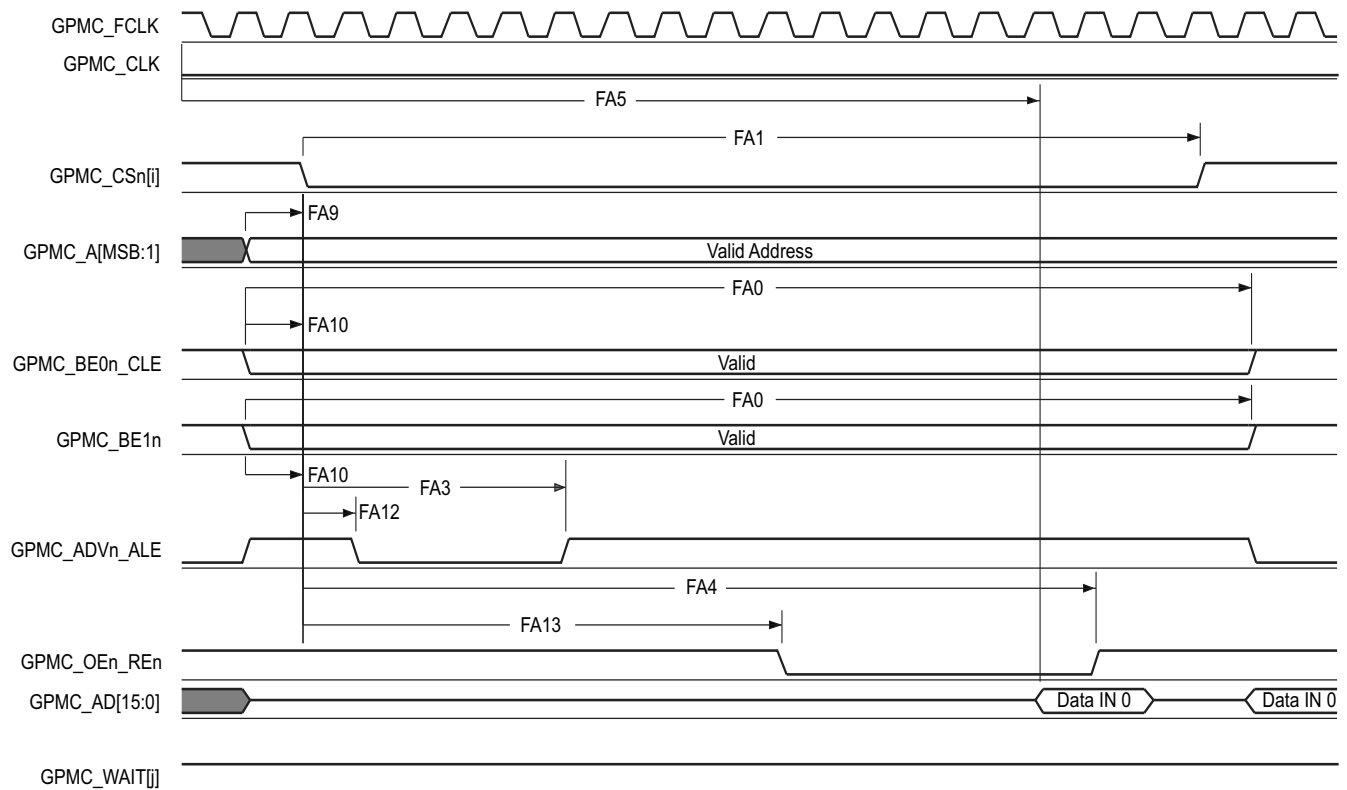 GPMC_FCLK
GPMC_CLK
FA5
FA1
GPMC_CSn[i]
FA9
GPMC_A[MSB:1]
Valid Address
FA0
FA10
GPMC_BE0n_CLE
Valid
FA0
GPMC_BE1n
Valid
FA10
FA3
FA12
GPMC_ADVn_ALE
FA4
FA13
GPMC_OEn_REn
GPMC_AD[15:0]
Data IN 0
Data IN 0
GPMC_WAIT[j]